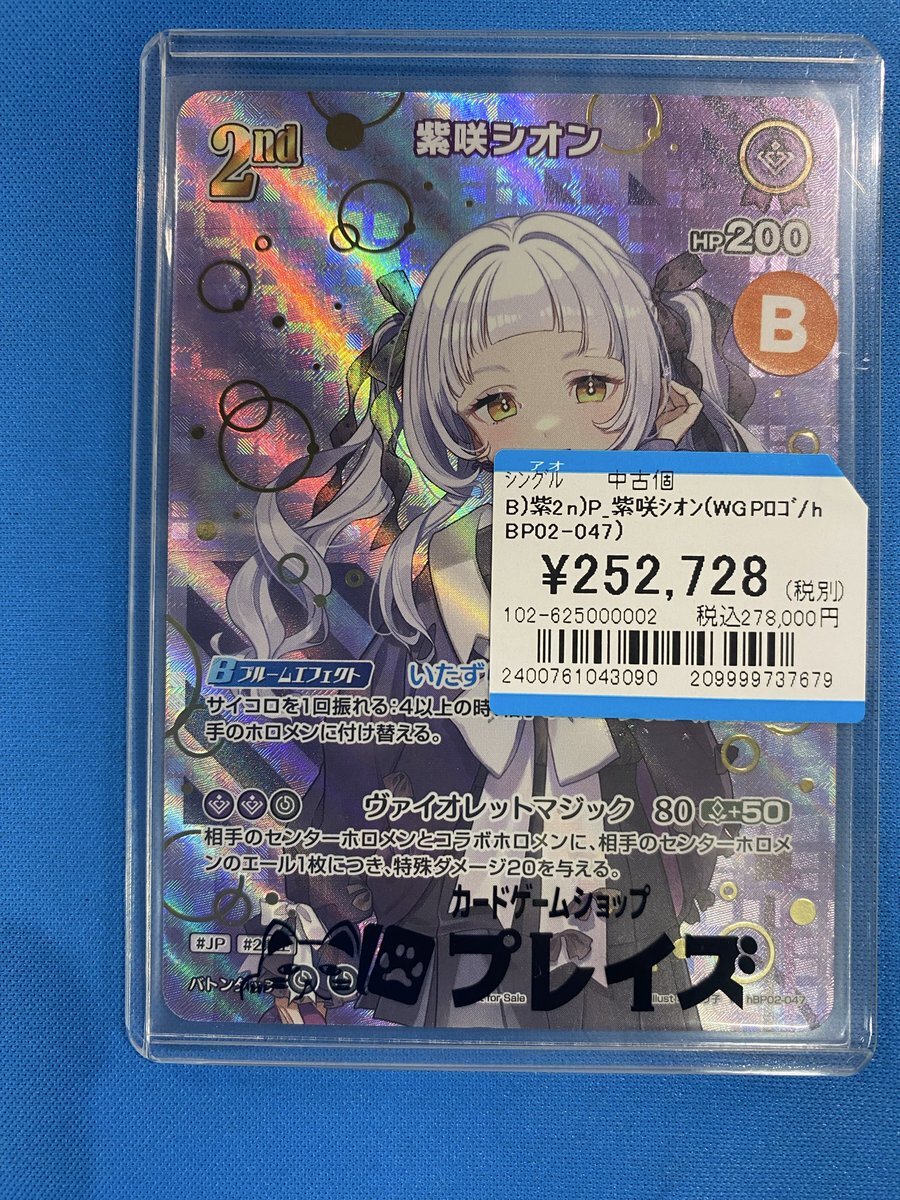 2nd
紫咲シオン
HP200
B
アオ
シングル 中古個
B)紫2n)P_紫咲ｼｵﾝ(WGPﾛｺﾞ/h
BP02-047)
¥252,728 (税別)
102-625000002 税込278,000円
2400761043090 209999737679
B ブルームエフェクト いたず
サイコロを1回振れる:4以上の時、
手のホロメンに付け替える。
ヴァイオレットマジック 80 +50
相手のセンターホロメンとコラボホロメンに、相手のセンターホロメ
ンのエール1枚につき、特殊ダメージ20を与える。
カードゲームショップ
プレイズ
#JP
バトン
for Sale
hBP02-047